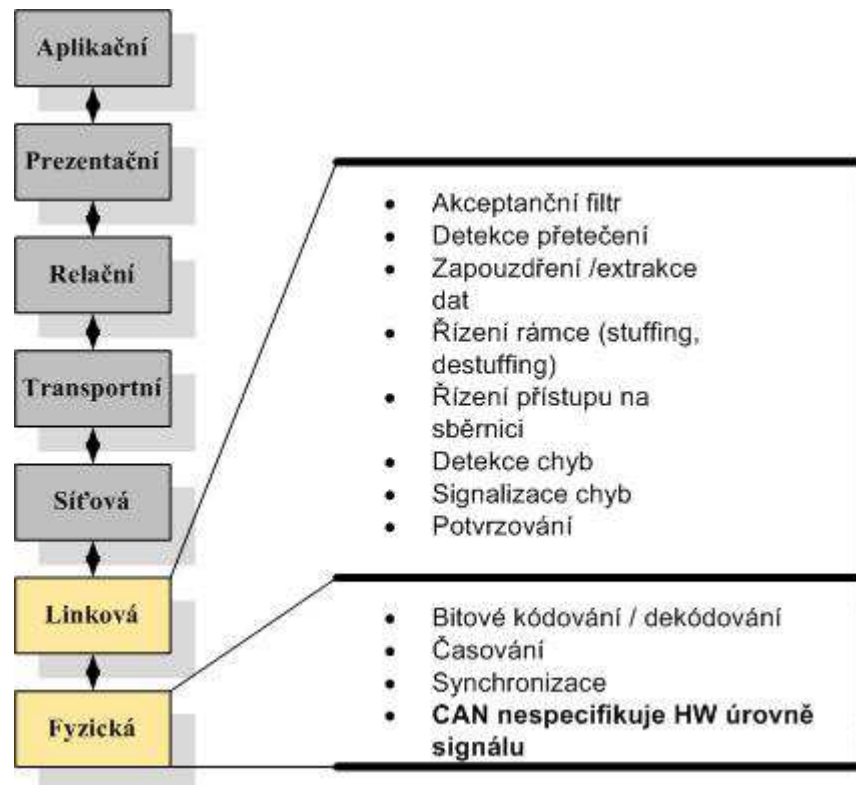 Aplikační
Prezentační
Relační
Transportní
Síťová
Linková
Fyzická
• Akceptanční filtr
• Detekce přetečení
• Zapouzdření /extrakce
dat
• Řízení rámce (stuffing,
destuffing)
• Řízení přístupu na
sběrnici
• Detekce chyb
• Signalizace chyb
• Potvrzování
• Bitové kódování / dekódování
• Časování
• Synchronizace
• CAN nespecifikuje HW úrovně
signálu